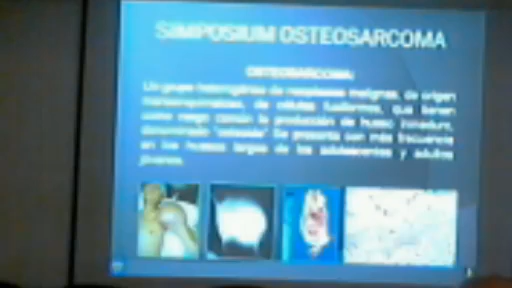 SIMPOSIUM OSTEOSARCOMA
OSTEOSARCOMA:
Un grupo heterogéneo de neoplasias malignas, de origen
mesenquimatoso, de células fusiformes, que tienen
como rasgo común la producción de hueso inmaduro,
denominado "osteoide". Se presenta con más frecuencia
en los huesos largos de los adolescentes y adultos
jóvenes.